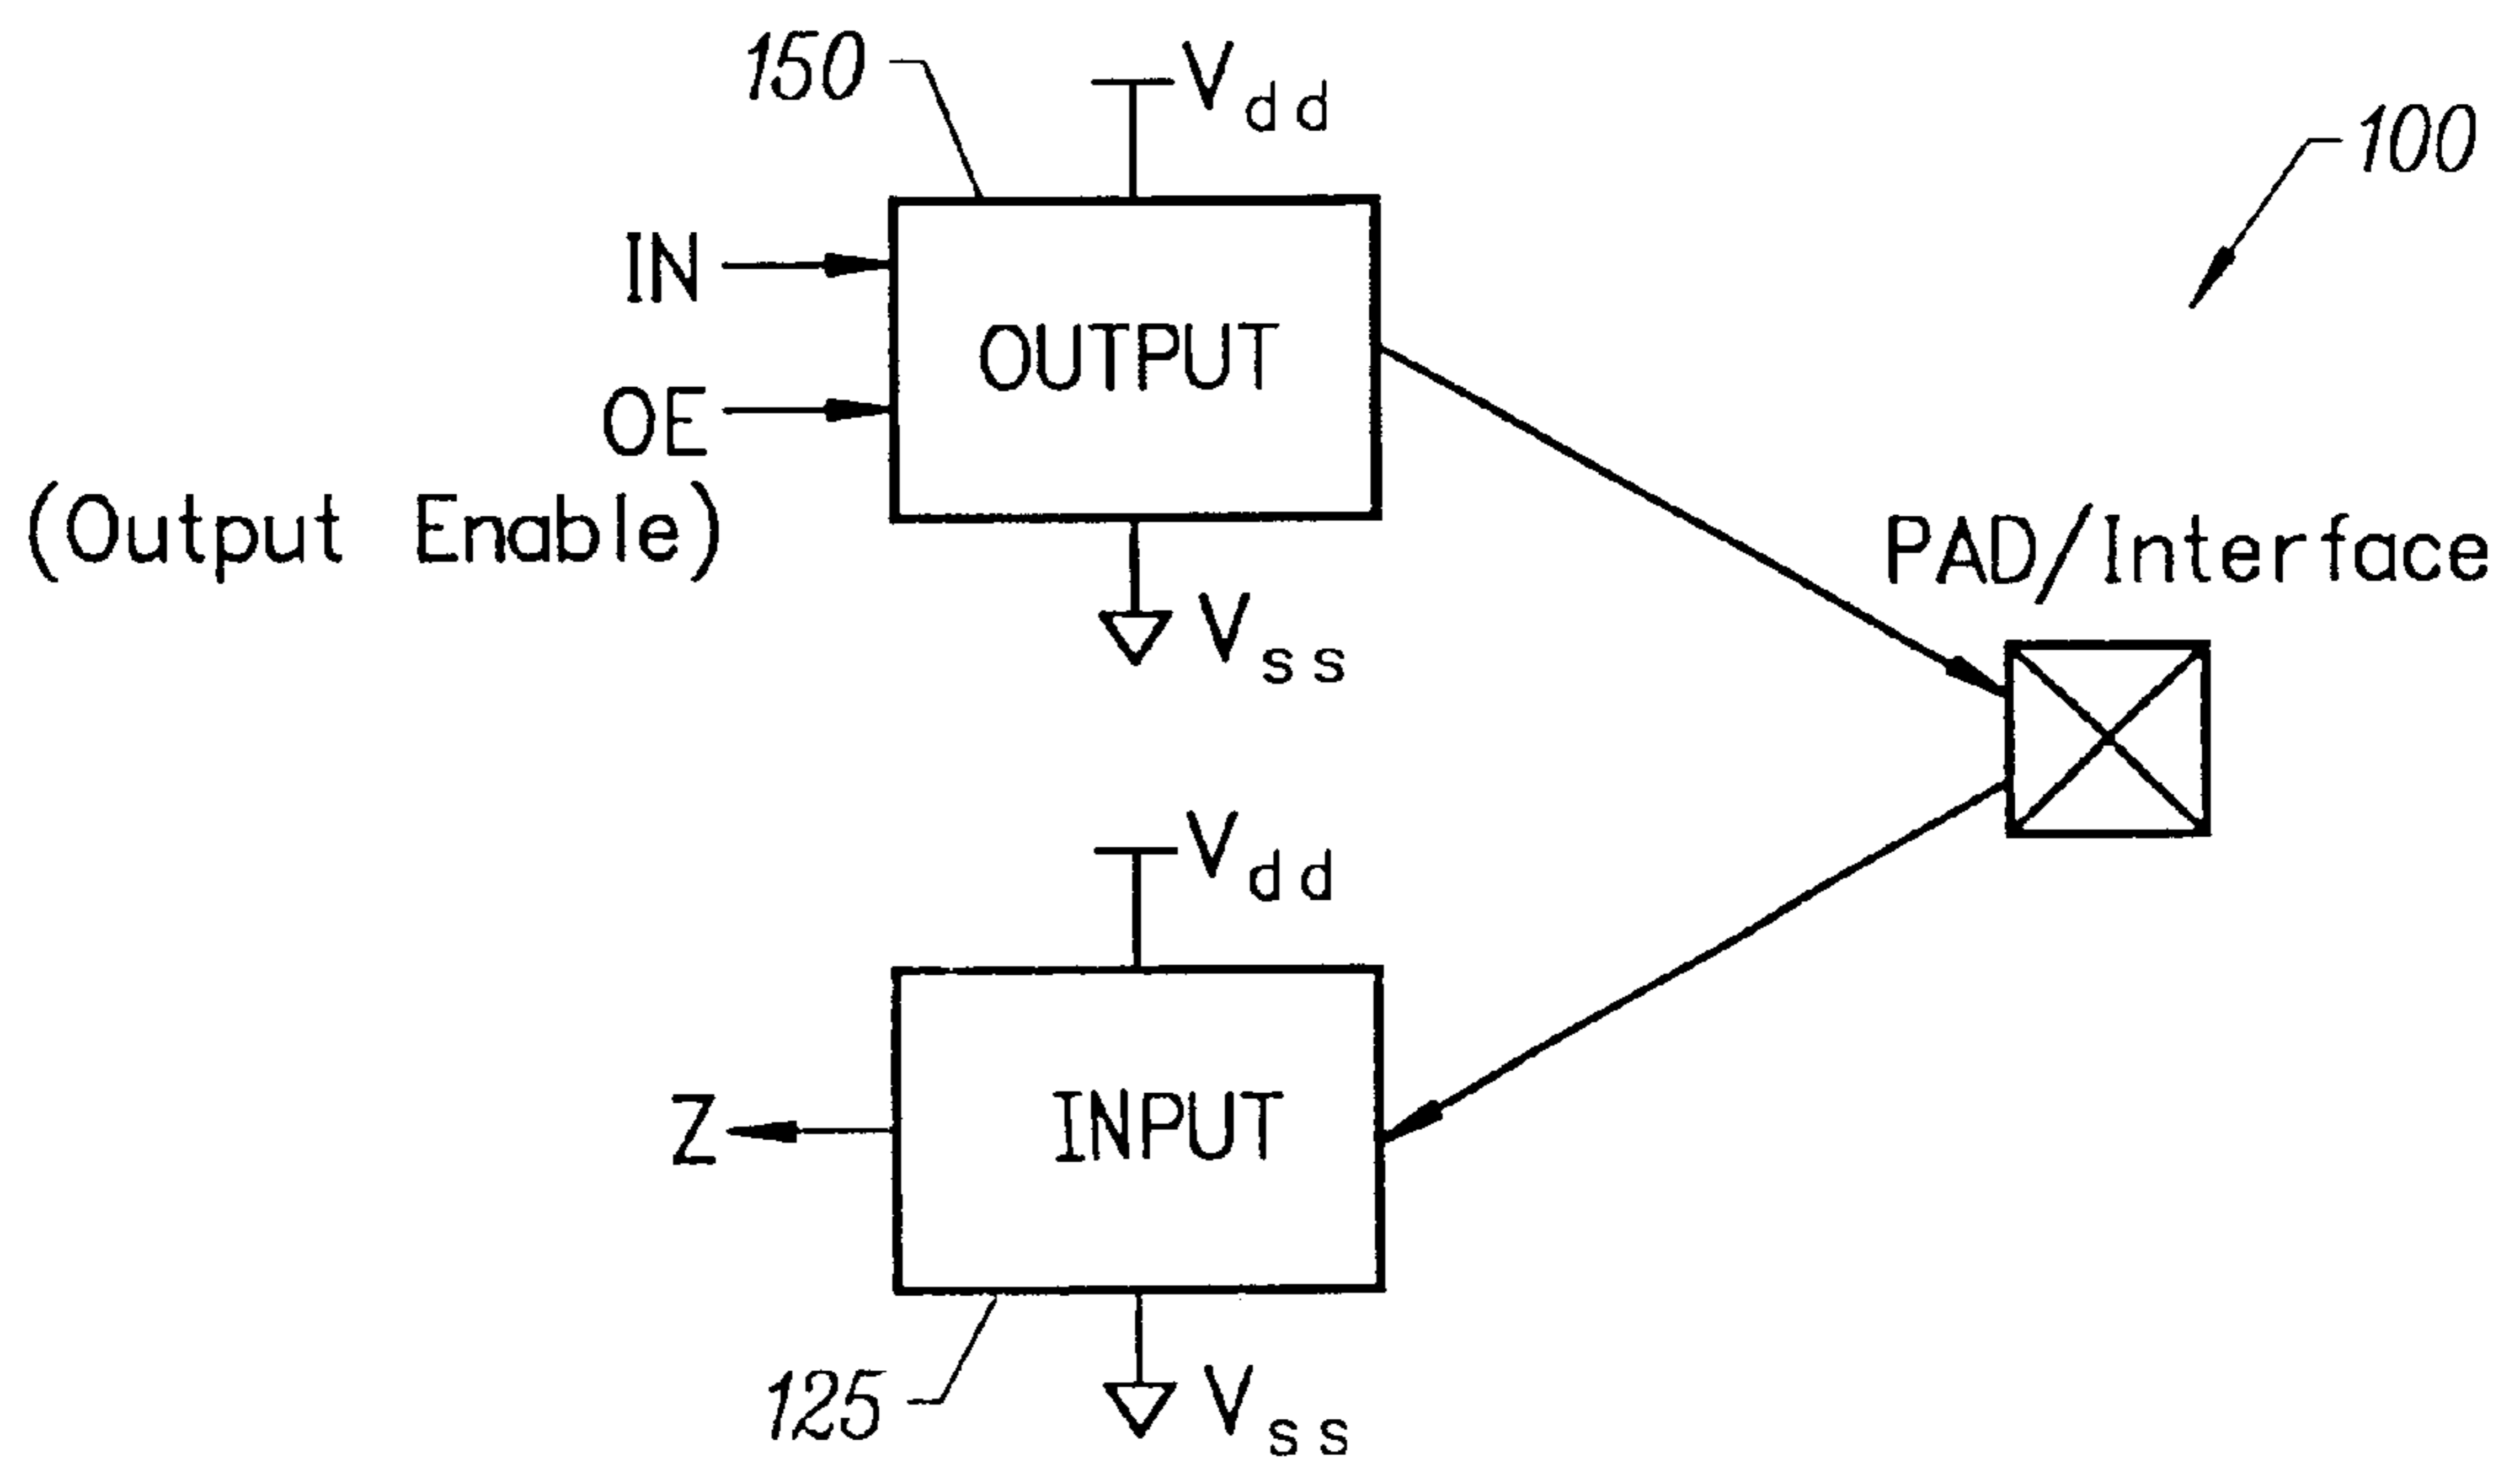 150
Vdd
100
IN
OUTPUT
OE
(Output Enable)
PAD/Interface
Vss
Vdd
Z
INPUT
125
Vss